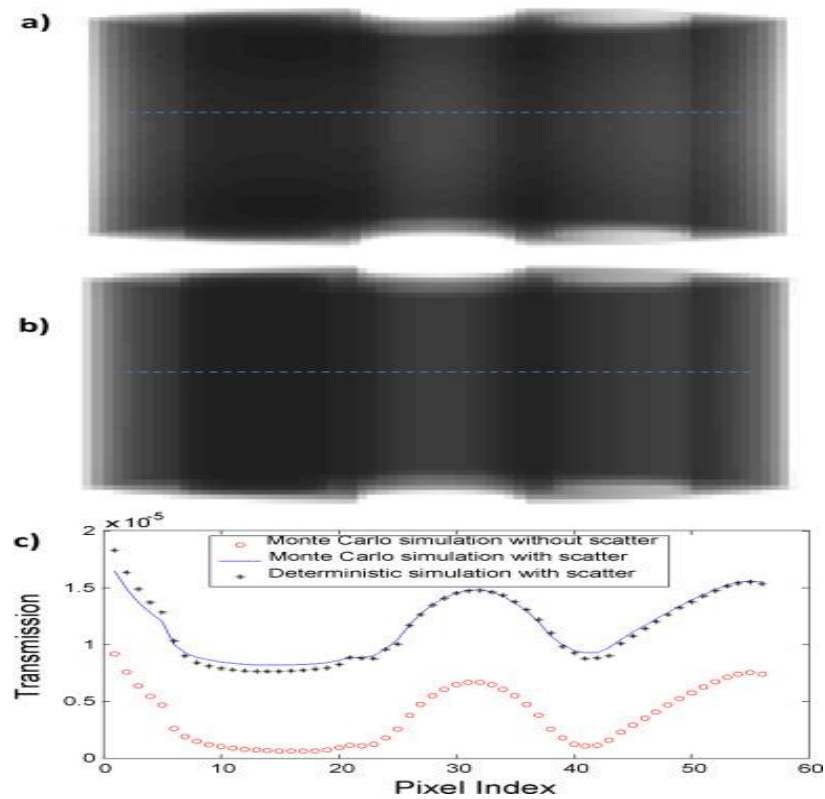 a)
b)
c)
× 10
-5
2
1.5
1
0.5
0
Transmission
Monte Carlo simulation without scatter
Monte Carlo simulation with scatter
Deterministic simulation with scatter
0 10 20 30 40 50 60
Pixel Index